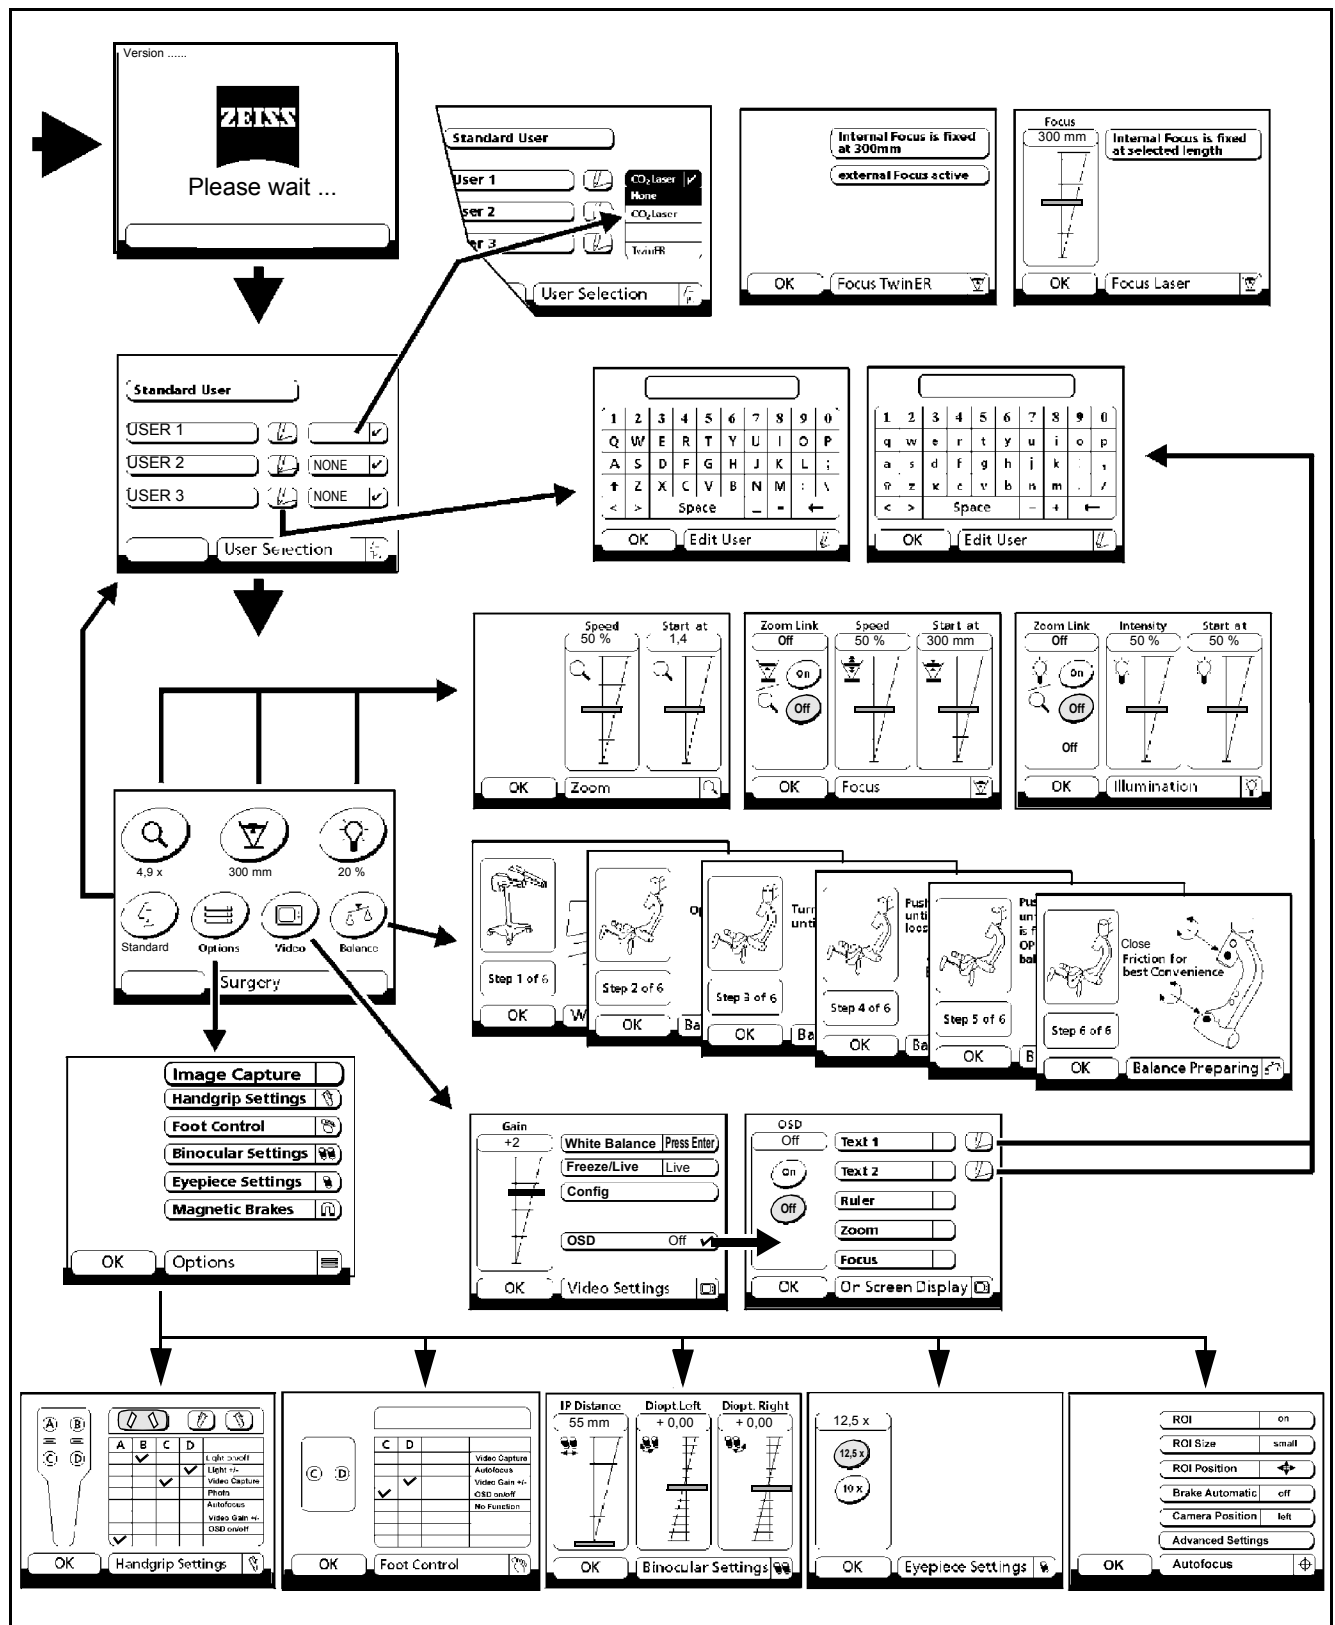 Version ......
ZEISS
Please wait ...
Standard User
User 1
ser 2
er 3
CO₂Laser
None
CO₂Laser
TwinER
User Selection
Internal Focus is fixed
at 300mm
external Focus active
OK
Focus TwinER
Focus
300 mm
Internal Focus is fixed
at selected length
OK
Focus Laser
Standard User
USER 1
USER 2
NONE
USER 3
NONE
User Selection
1 2 3 4 5 6 7 8 9 0
Q W E R T Y U I O P
A S D F G H J K L ;
Z X C V B N M : \
< > Space _ = ←
OK
Edit User
1 2 3 4 5 6 7 8 9 0
q w e r t y u i o p
a s d f g h j k ,
z x c v b n m . /
< > Space - + ←
OK
Edit User
Speed
50 %
Start at
1,4
OK
Zoom
Zoom Link
Off
On
Off
Speed
50 %
Start at
300 mm
OK
Focus
Zoom Link
Off
On
Off
Off
Intensity
50 %
Start at
50 %
OK
Illumination
4,9 x
300 mm
20 %
Standard
Options
Video
Balance
Surgery
Step 1 of 6
OK
W
Step 2 of 6
OK
Ba
Turn
unti
Step 3 of 6
OK
Ba
Push
unti
loos
Step 4 of 6
OK
Ba
Step 5 of 6
OK
B
Close
Friction for
best Convenience
Step 6 of 6
OK
Balance Preparing
Image Capture
Handgrip Settings
Foot Control
Binocular Settings
Eyepiece Settings
Magnetic Brakes
OK
Options
Gain
+2
White Balance
Press Enter
Freeze/Live
Live
Config
OSD
Off
OK
Video Settings
OSD
Off
On
Off
Text 1
Text 2
Ruler
Zoom
Focus
OK
On Screen Display
A B
C D
A B C D
Light on/off
Light +/-
Video Capture
Photo
Autofocus
Video Gain +/-
OSD on/off
OK
Handgrip Settings
C D
C D
Video Capture
Autofocus
Video Gain +/-
OSD on/off
No Function
OK
Foot Control
IP Distance
55 mm
Diopt.Left
+ 0,00
Diopt. Right
+ 0,00
OK
Binocular Settings
12,5 x
12,5 x
10 x
OK
Eyepiece Settings
ROI
on
ROI Size
small
ROI Position
Brake Automatic
off
Camera Position
left
Advanced Settings
OK
Autofocus